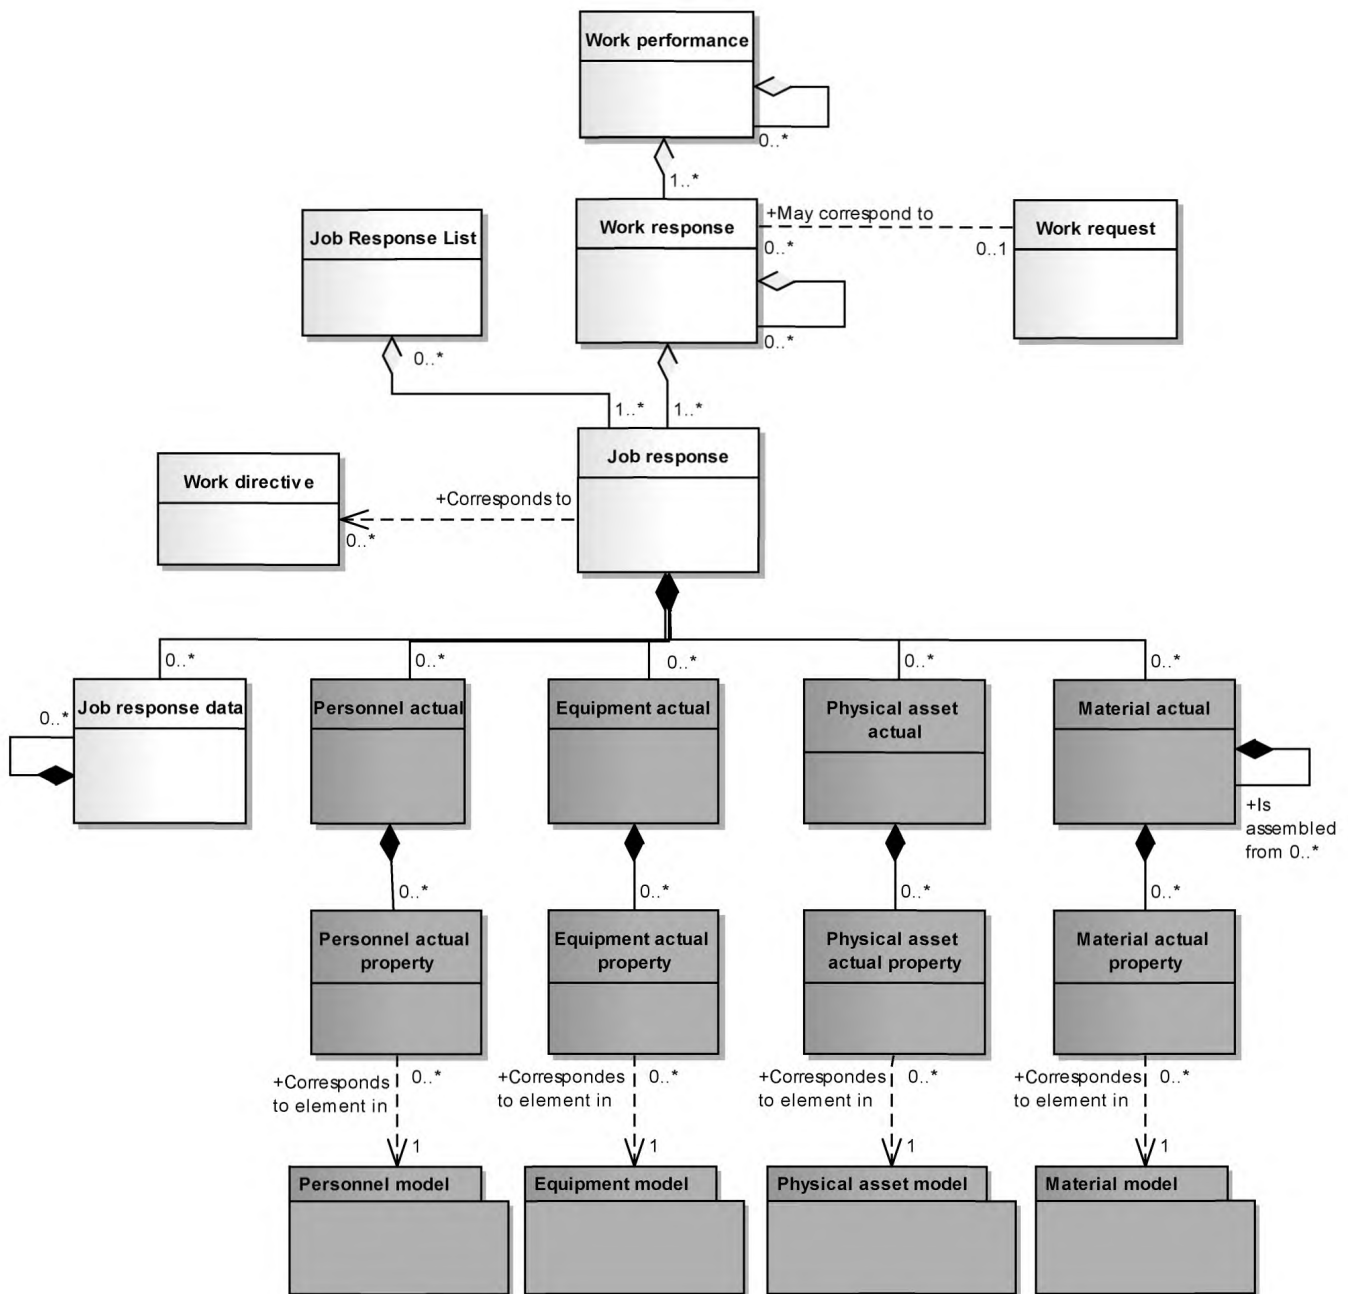 Work performance
0..*
1..*
Job Response List
Work response
+May correspond to
0..*
0..1
Work request
0..*
0..*
1..*
1..*
Job response
Work directive
+Corresponds to
0..*
0..*
0..*
0..*
0..*
0..*
0..*
Job response data
Personnel actual
Equipment actual
Physical asset
actual
Material actual
+Is
assembled
from 0..*
0..*
0..*
0..*
0..*
Personnel actual
property
Equipment actual
property
Physical asset
actual property
Material actual
property
+Corresponds
to element in
0..*
1
+Correspondes
to element in
0..*
1
+Correspondes
to element in
0..*
1
+Correspondes
to element in
0..*
1
Personnel model
Equipment model
Physical asset model
Material model